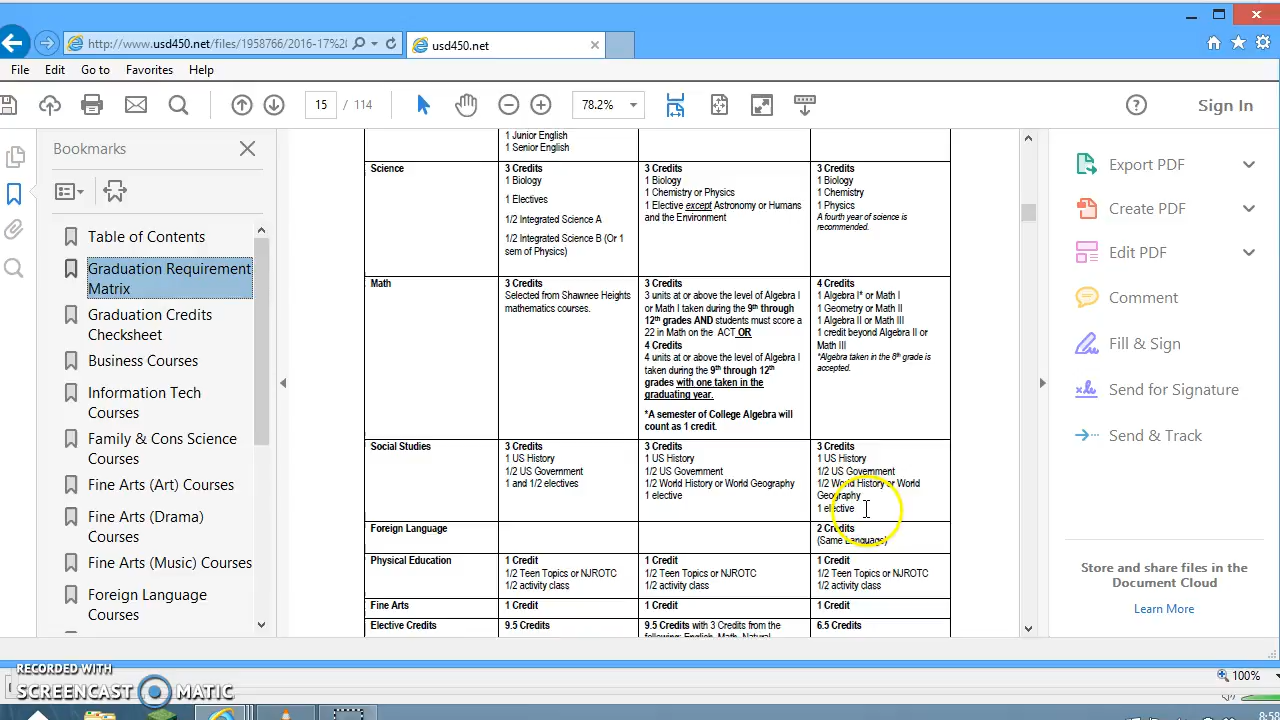 http://www.usd450.net/files/1958766/2016-17%2
usd450.net
File Edit Go to Favorites Help
15 / 114
78.2%
Sign In
Bookmarks
Table of Contents
Graduation Requirement
Matrix
Graduation Credits
Checksheet
Business Courses
Information Tech
Courses
Family & Cons Science
Courses
Fine Arts (Art) Courses
Fine Arts (Drama)
Courses
Fine Arts (Music) Courses
Foreign Language
Courses
1 Junior English
1 Senior English
Science
3 Credits
1 Biology
1 Electives
1/2 Integrated Science A
1/2 Integrated Science B (Or 1
sem of Physics)
3 Credits
1 Biology
1 Chemistry or Physics
1 Elective except Astronomy or Humans
and the Environment
3 Credits
1 Biology
1 Chemistry
1 Physics
A fourth year of science is
recommended.
Math
3 Credits
Selected from Shawnee Heights
mathematics courses.
3 Credits
3 units at or above the level of Algebra I
or Math I taken during the 9th through
12th grades AND students must score a
22 in Math on the ACT OR
4 Credits
4 units at or above the level of Algebra I
taken during the 9th through 12th
grades with one taken in the
graduating year.
*A semester of College Algebra will
count as 1 credit.
4 Credits
1 Algebra I* or Math I
1 Geometry or Math II
1 Algebra II or Math III
1 credit beyond Algebra II or
Math III
*Algebra taken in the 8th grade is
accepted.
Social Studies
3 Credits
1 US History
1/2 US Government
1 and 1/2 electives
3 Credits
1 US History
1/2 US Government
1/2 World History or World Geography
1 elective
3 Credits
1 US History
1/2 US Government
1/2 World History or World
Geography
1 elective
Foreign Language
2 Credits
(Same Language)
Physical Education
1 Credit
1/2 Teen Topics or NJROTC
1/2 activity class
1 Credit
1/2 Teen Topics or NJROTC
1/2 activity class
1 Credit
1/2 Teen Topics or NJROTC
1/2 activity class
Fine Arts
1 Credit
1 Credit
1 Credit
Elective Credits
9.5 Credits
9.5 Credits with 3 Credits from the
following: English, Math, Natural
6.5 Credits
Export PDF
Create PDF
Edit PDF
Comment
Fill & Sign
Send for Signature
Send & Track
Store and share files in the
Document Cloud
Learn More
100%
RECORDED WITH
SCREENCAST MATIC